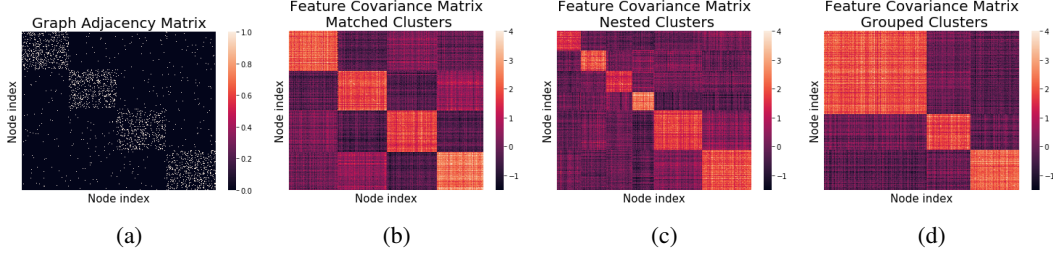 Graph Adjacency Matrix
1.0
0.8
0.6
0.4
0.2
0.0
Node index
Node index
(a)
Feature Covariance Matrix
Matched Clusters
4
3
2
1
0
−1
Node index
Node index
(b)
Feature Covariance Matrix
Nested Clusters
4
3
2
1
0
−1
Node index
Node index
(c)
Feature Covariance Matrix
Grouped Clusters
4
3
2
1
0
−1
Node index
Node index
(d)